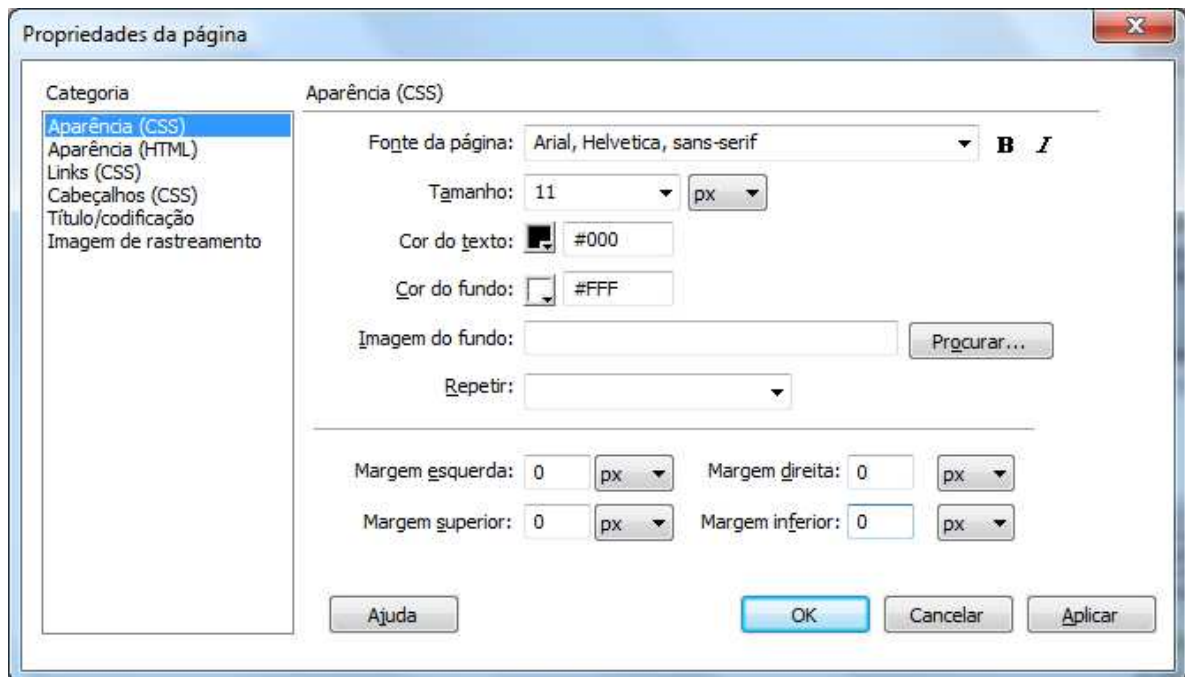 Propriedades da página
Categoria
Aparência (CSS)
Aparência (HTML)
Links (CSS)
Cabeçalhos (CSS)
Título/codificação
Imagem de rastreamento
Aparência (CSS)
Fonte da página: Arial, Helvetica, sans-serif B I
Tamanho: 11 px
Cor do texto: #000
Cor do fundo: #FFF
Imagem do fundo: Procurar...
Repetir:
Margem esquerda: 0 px Margem direita: 0 px
Margem superior: 0 px Margem inferior: 0 px
Ajuda OK Cancelar Aplicar